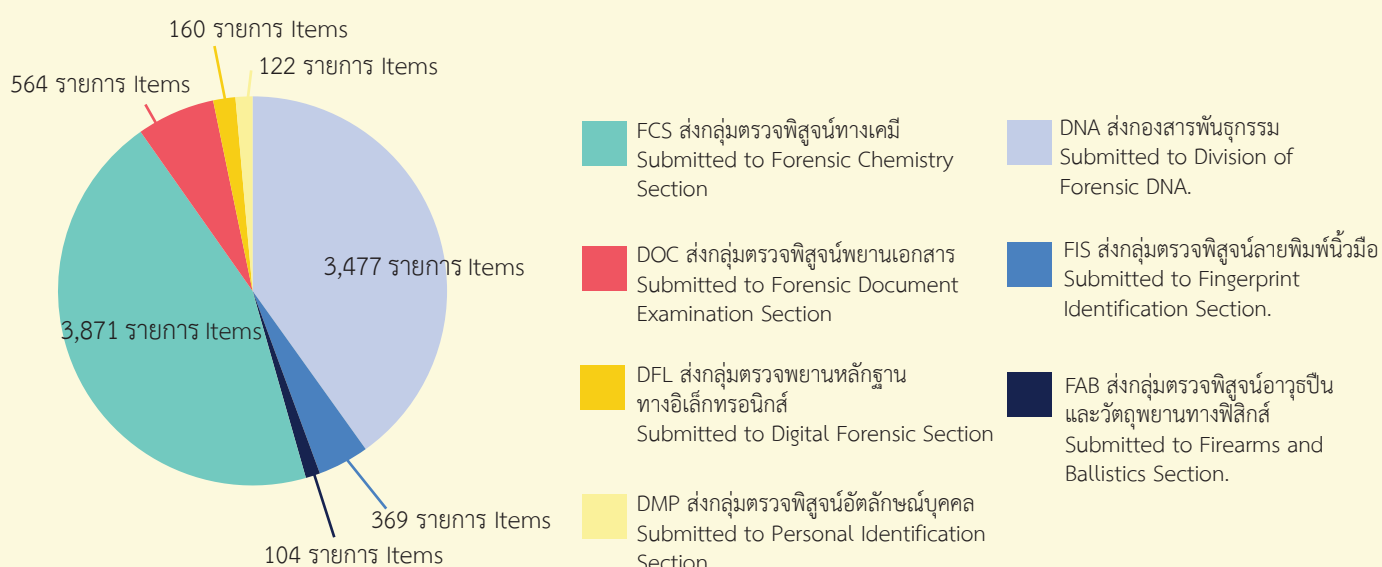 160 รายการ Items
122 รายการ Items
564 รายการ Items
3,477 รายการ Items
3,871 รายการ Items
369 รายการ Items
104 รายการ Items
FCS ส่งกลุ่มตรวจพิสูจน์ทางเคมี
Submitted to Forensic Chemistry
Section
DOC ส่งกลุ่มตรวจพิสูจน์พยานเอกสาร
Submitted to Forensic Document
Examination Section
DFL ส่งกลุ่มตรวจพยานหลักฐาน
ทางอิเล็กทรอนิกส์
Submitted to Digital Forensic Section
DMP ส่งกลุ่มตรวจพิสูจน์อัตลักษณ์บุคคล
Submitted to Personal Identification
Section
DNA ส่งกองสารพันธุกรรม
Submitted to Division of
Forensic DNA.
FIS ส่งกลุ่มตรวจพิสูจน์ลายพิมพ์นิ้วมือ
Submitted to Fingerprint
Identification Section.
FAB ส่งกลุ่มตรวจพิสูจน์อาวุธปืน
และวัตถุพยานทางฟิสิกส์
Submitted to Firearms and
Ballistics Section.